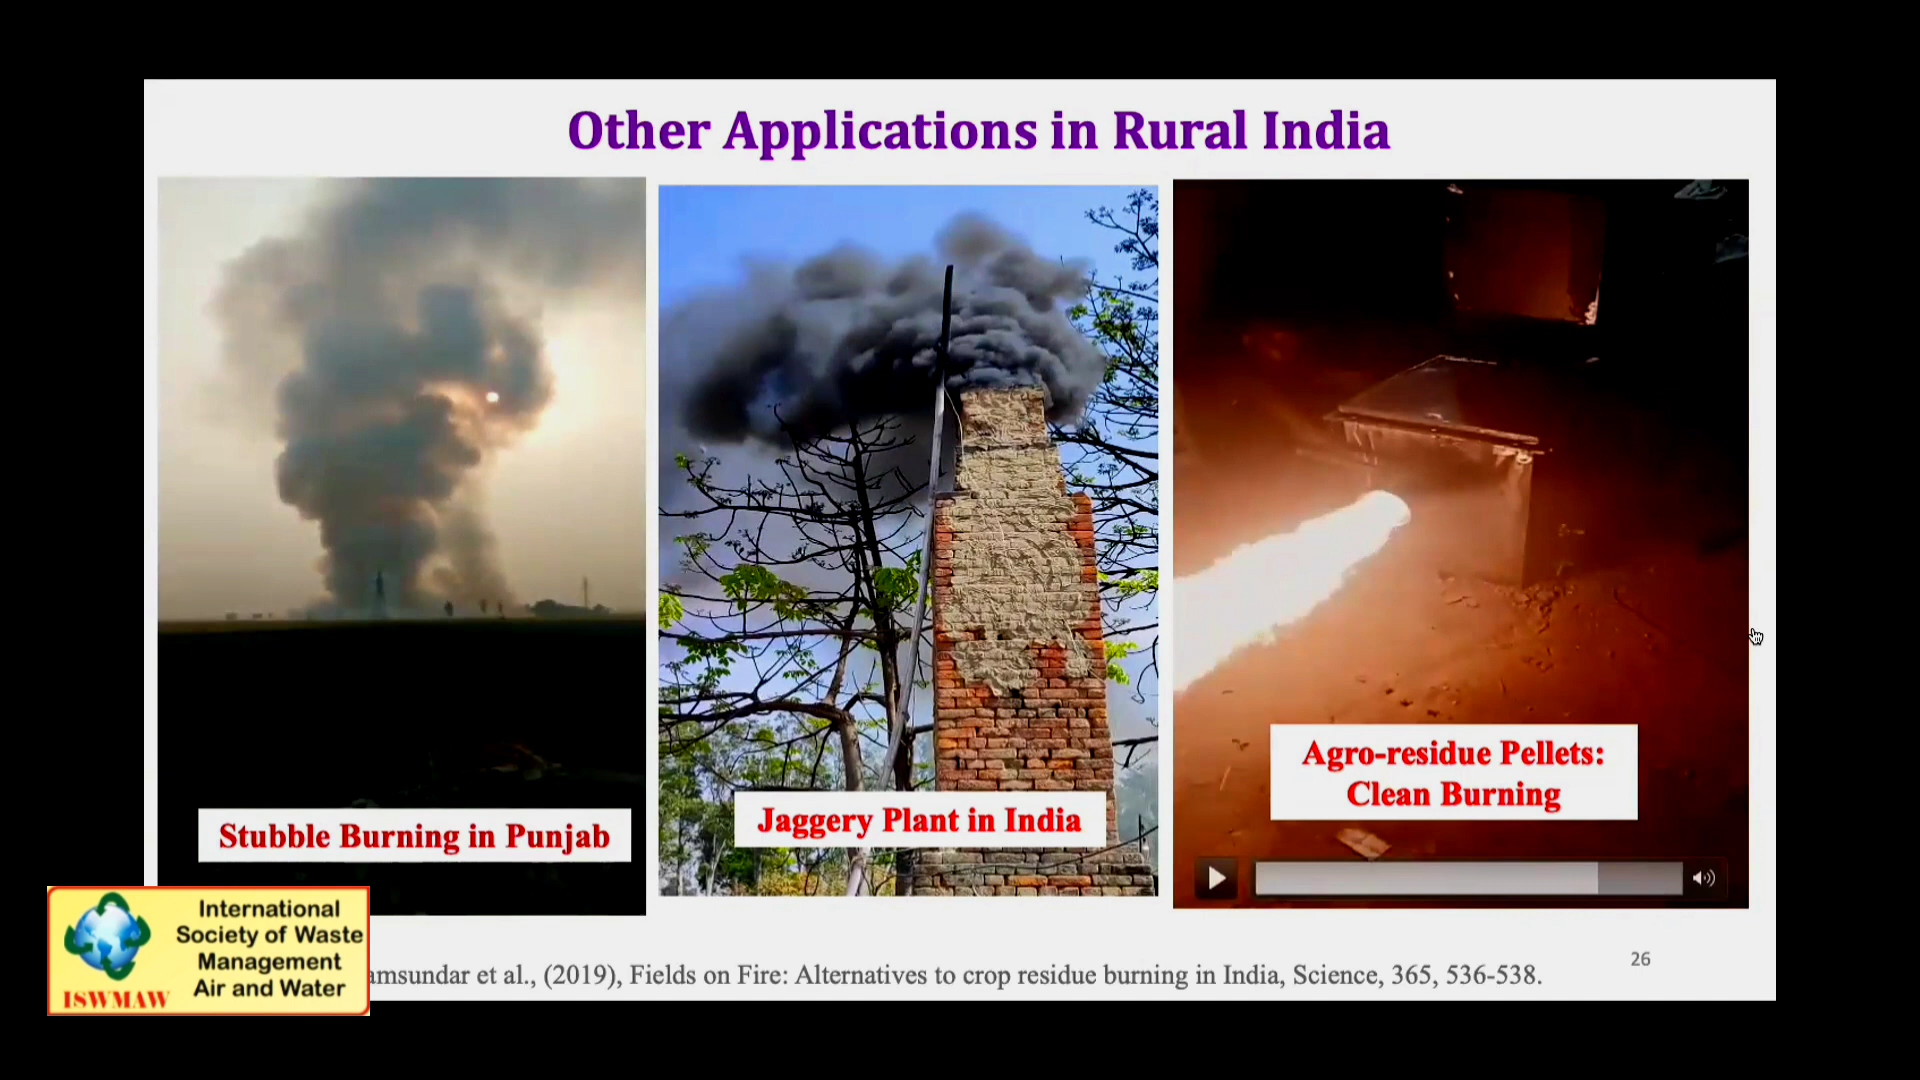 Other Applications in Rural India
Stubble Burning in Punjab
Jaggery Plant in India
Agro-residue Pellets:
Clean Burning
International
Society of Waste
Management
Air and Water
ISWMAW
et al., (2019), Fields on Fire: Alternatives to crop residue burning in India, Science, 365, 536-538.
26